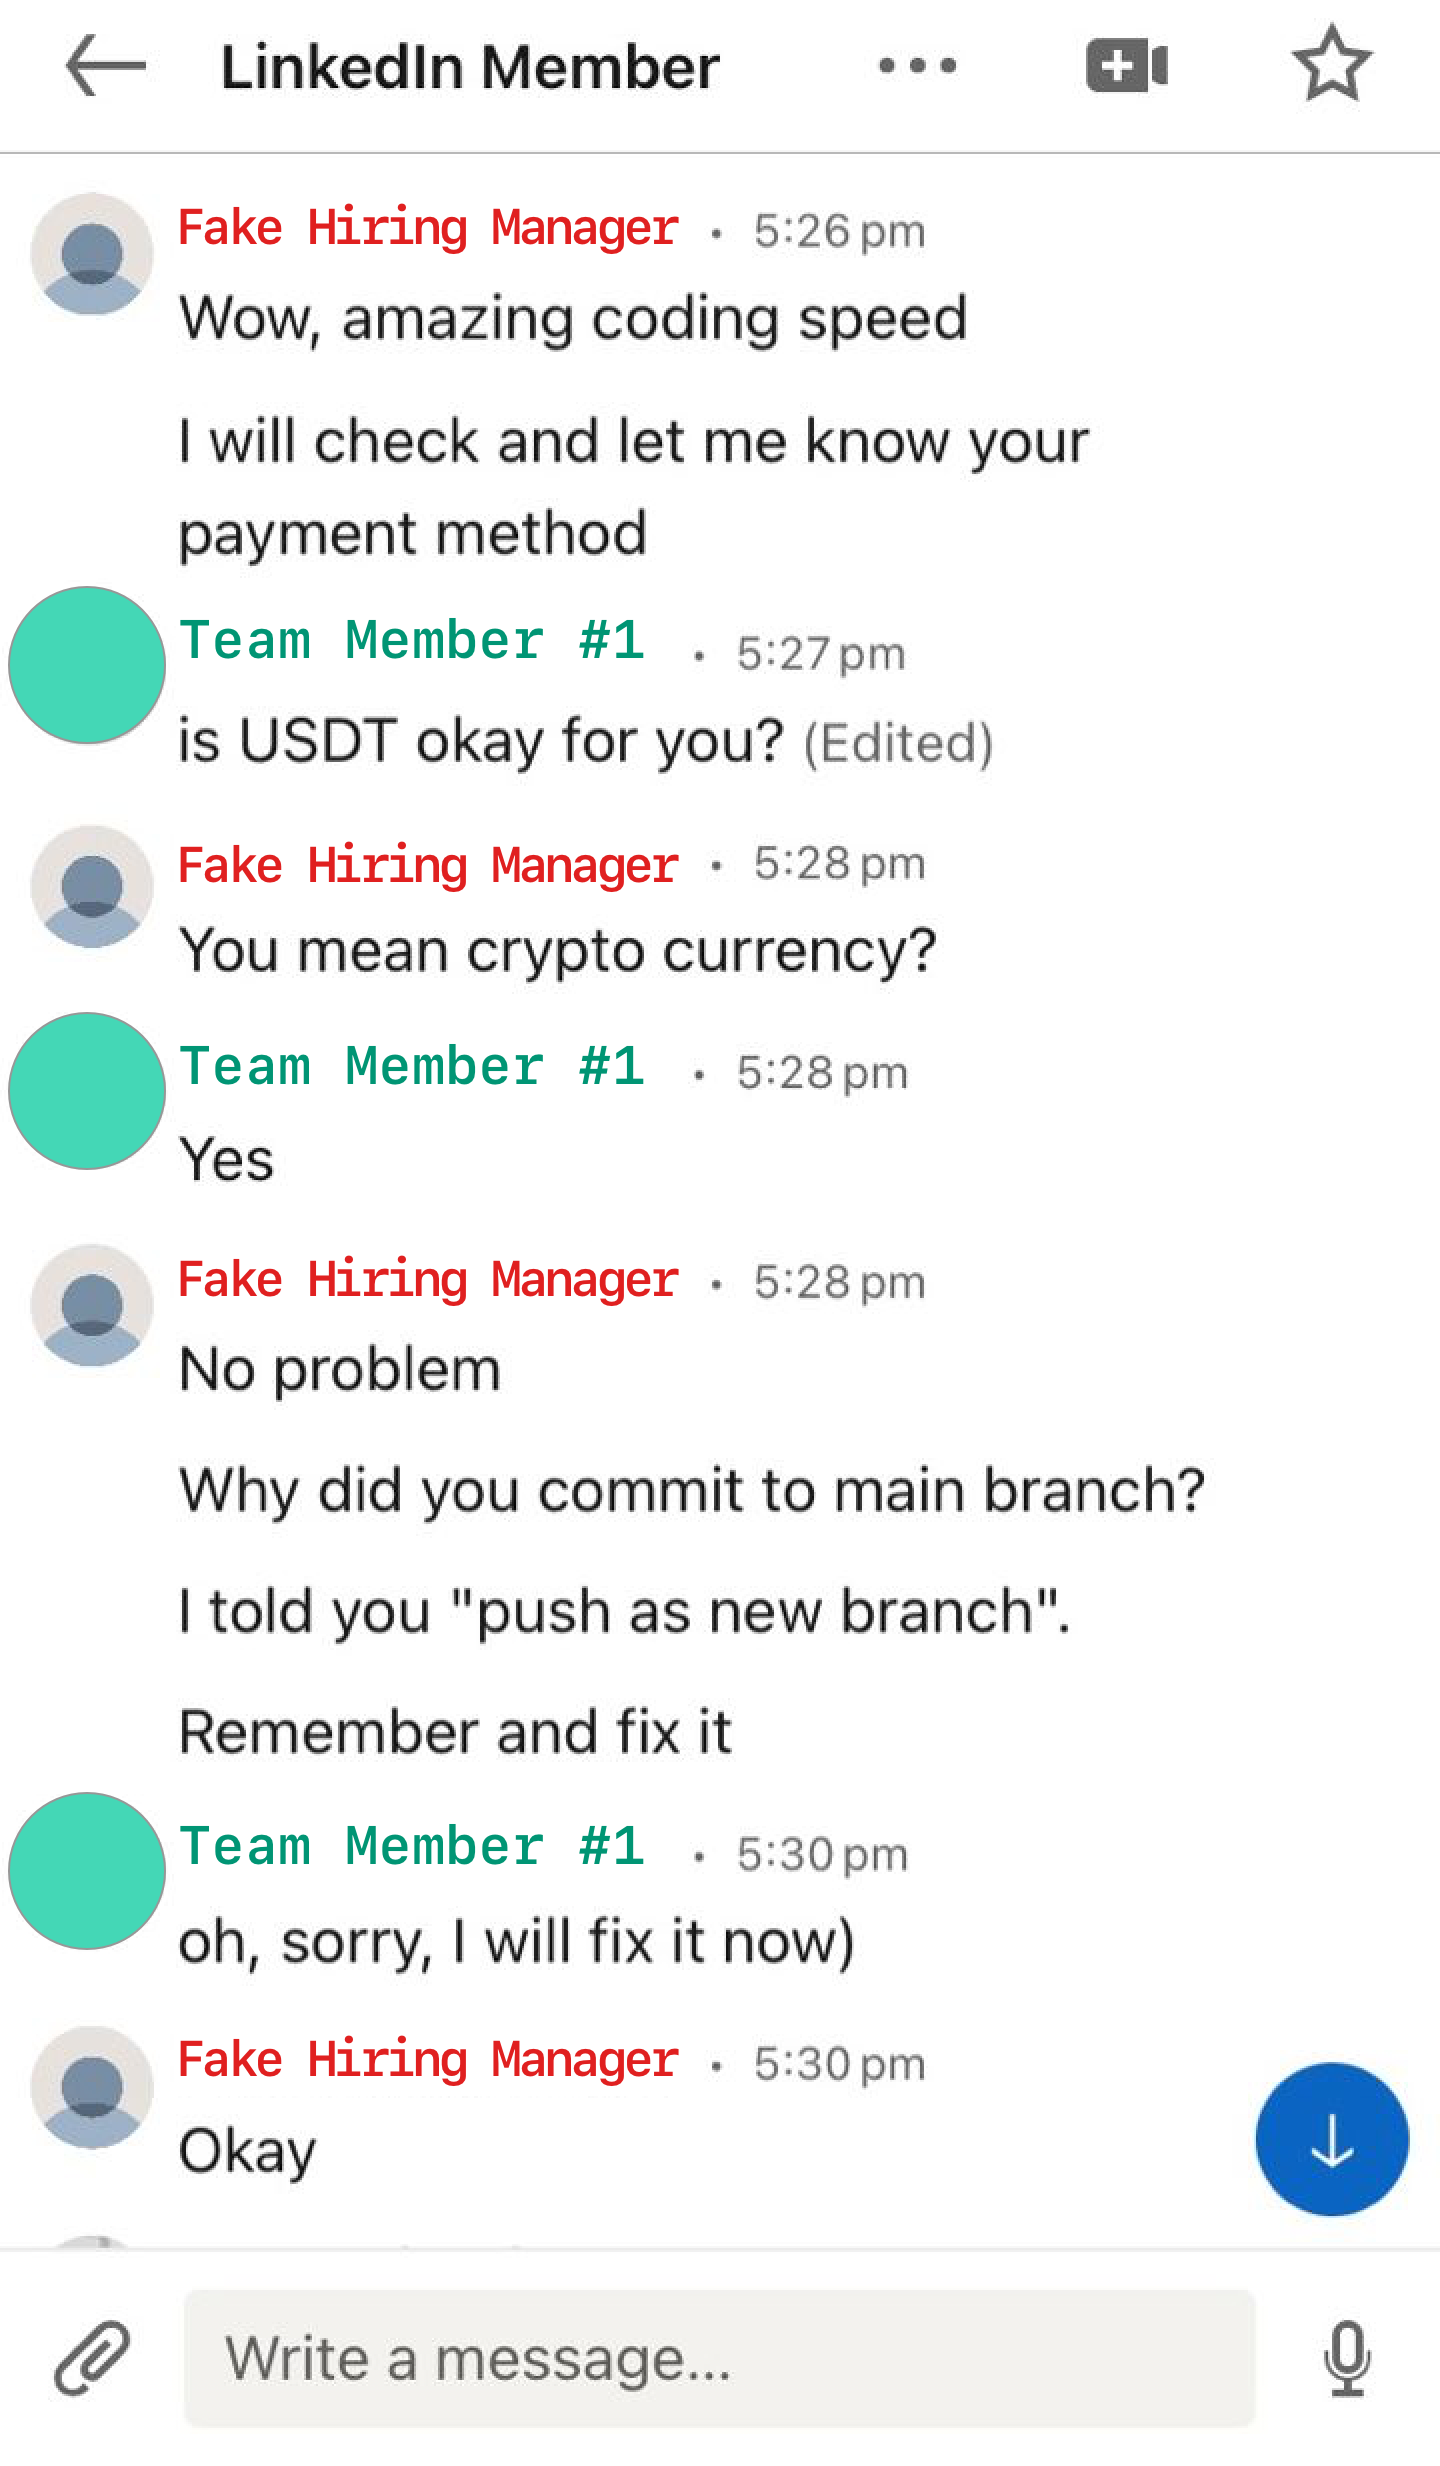 LinkedIn Member
Fake Hiring Manager • 5:26 pm
Wow, amazing coding speed
I will check and let me know your
payment method
Team Member #1 • 5:27 pm
is USDT okay for you? (Edited)
Fake Hiring Manager • 5:28 pm
You mean crypto currency?
Team Member #1 • 5:28 pm
Yes
Fake Hiring Manager • 5:28 pm
No problem
Why did you commit to main branch?
I told you "push as new branch".
Remember and fix it
Team Member #1 • 5:30 pm
oh, sorry, I will fix it now)
Fake Hiring Manager • 5:30 pm
Okay
Write a message...